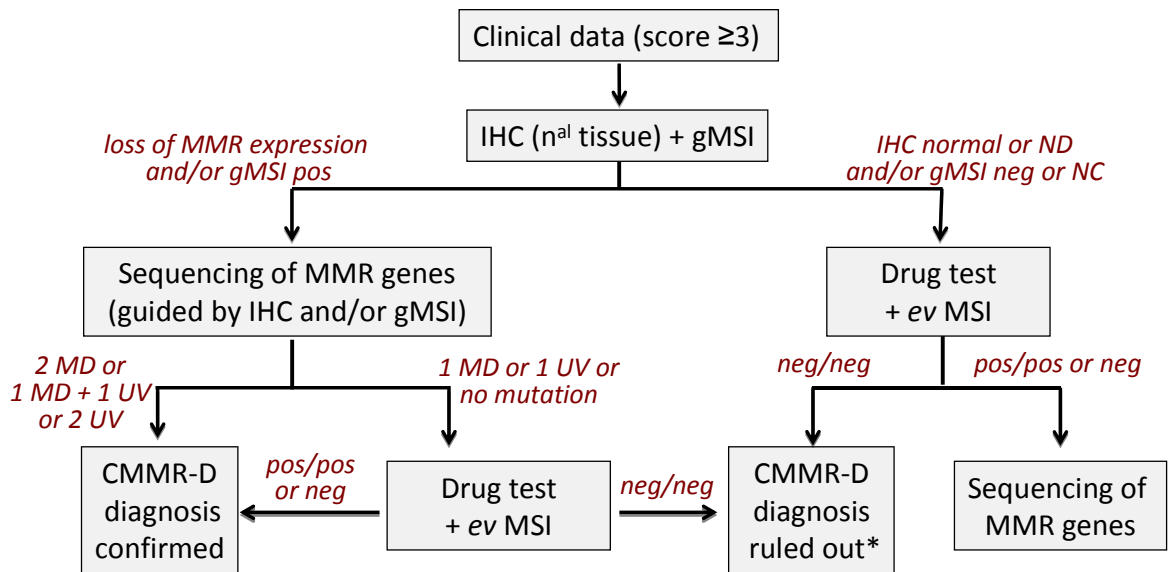 Clinical data (score ≥3)
IHC (nal tissue) + gMSI
loss of MMR expression
and/or gMSI pos
IHC normal or ND
and/or gMSI neg or NC
Sequencing of MMR genes
(guided by IHC and/or gMSI)
Drug test
+ ev MSI
2 MD or
1 MD + 1 UV
or 2 UV
1 MD or 1 UV or
no mutation
neg/neg
pos/pos or neg
CMMR-D
diagnosis
confirmed
pos/pos
or neg
Drug test
+ ev MSI
neg/neg
CMMR-D
diagnosis
ruled out*
Sequencing of
MMR genes